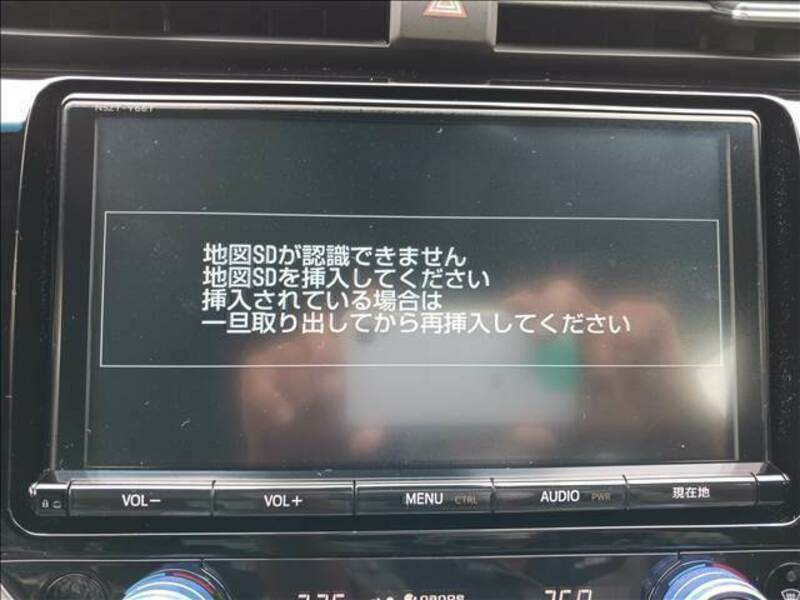 NSZT-Y66T
地図SDが認識できません
地図SDを挿入してください
挿入されている場合は
一旦取り出してから再挿入してください
VOL− VOL+ MENU CTRL AUDIO PWR 現在地